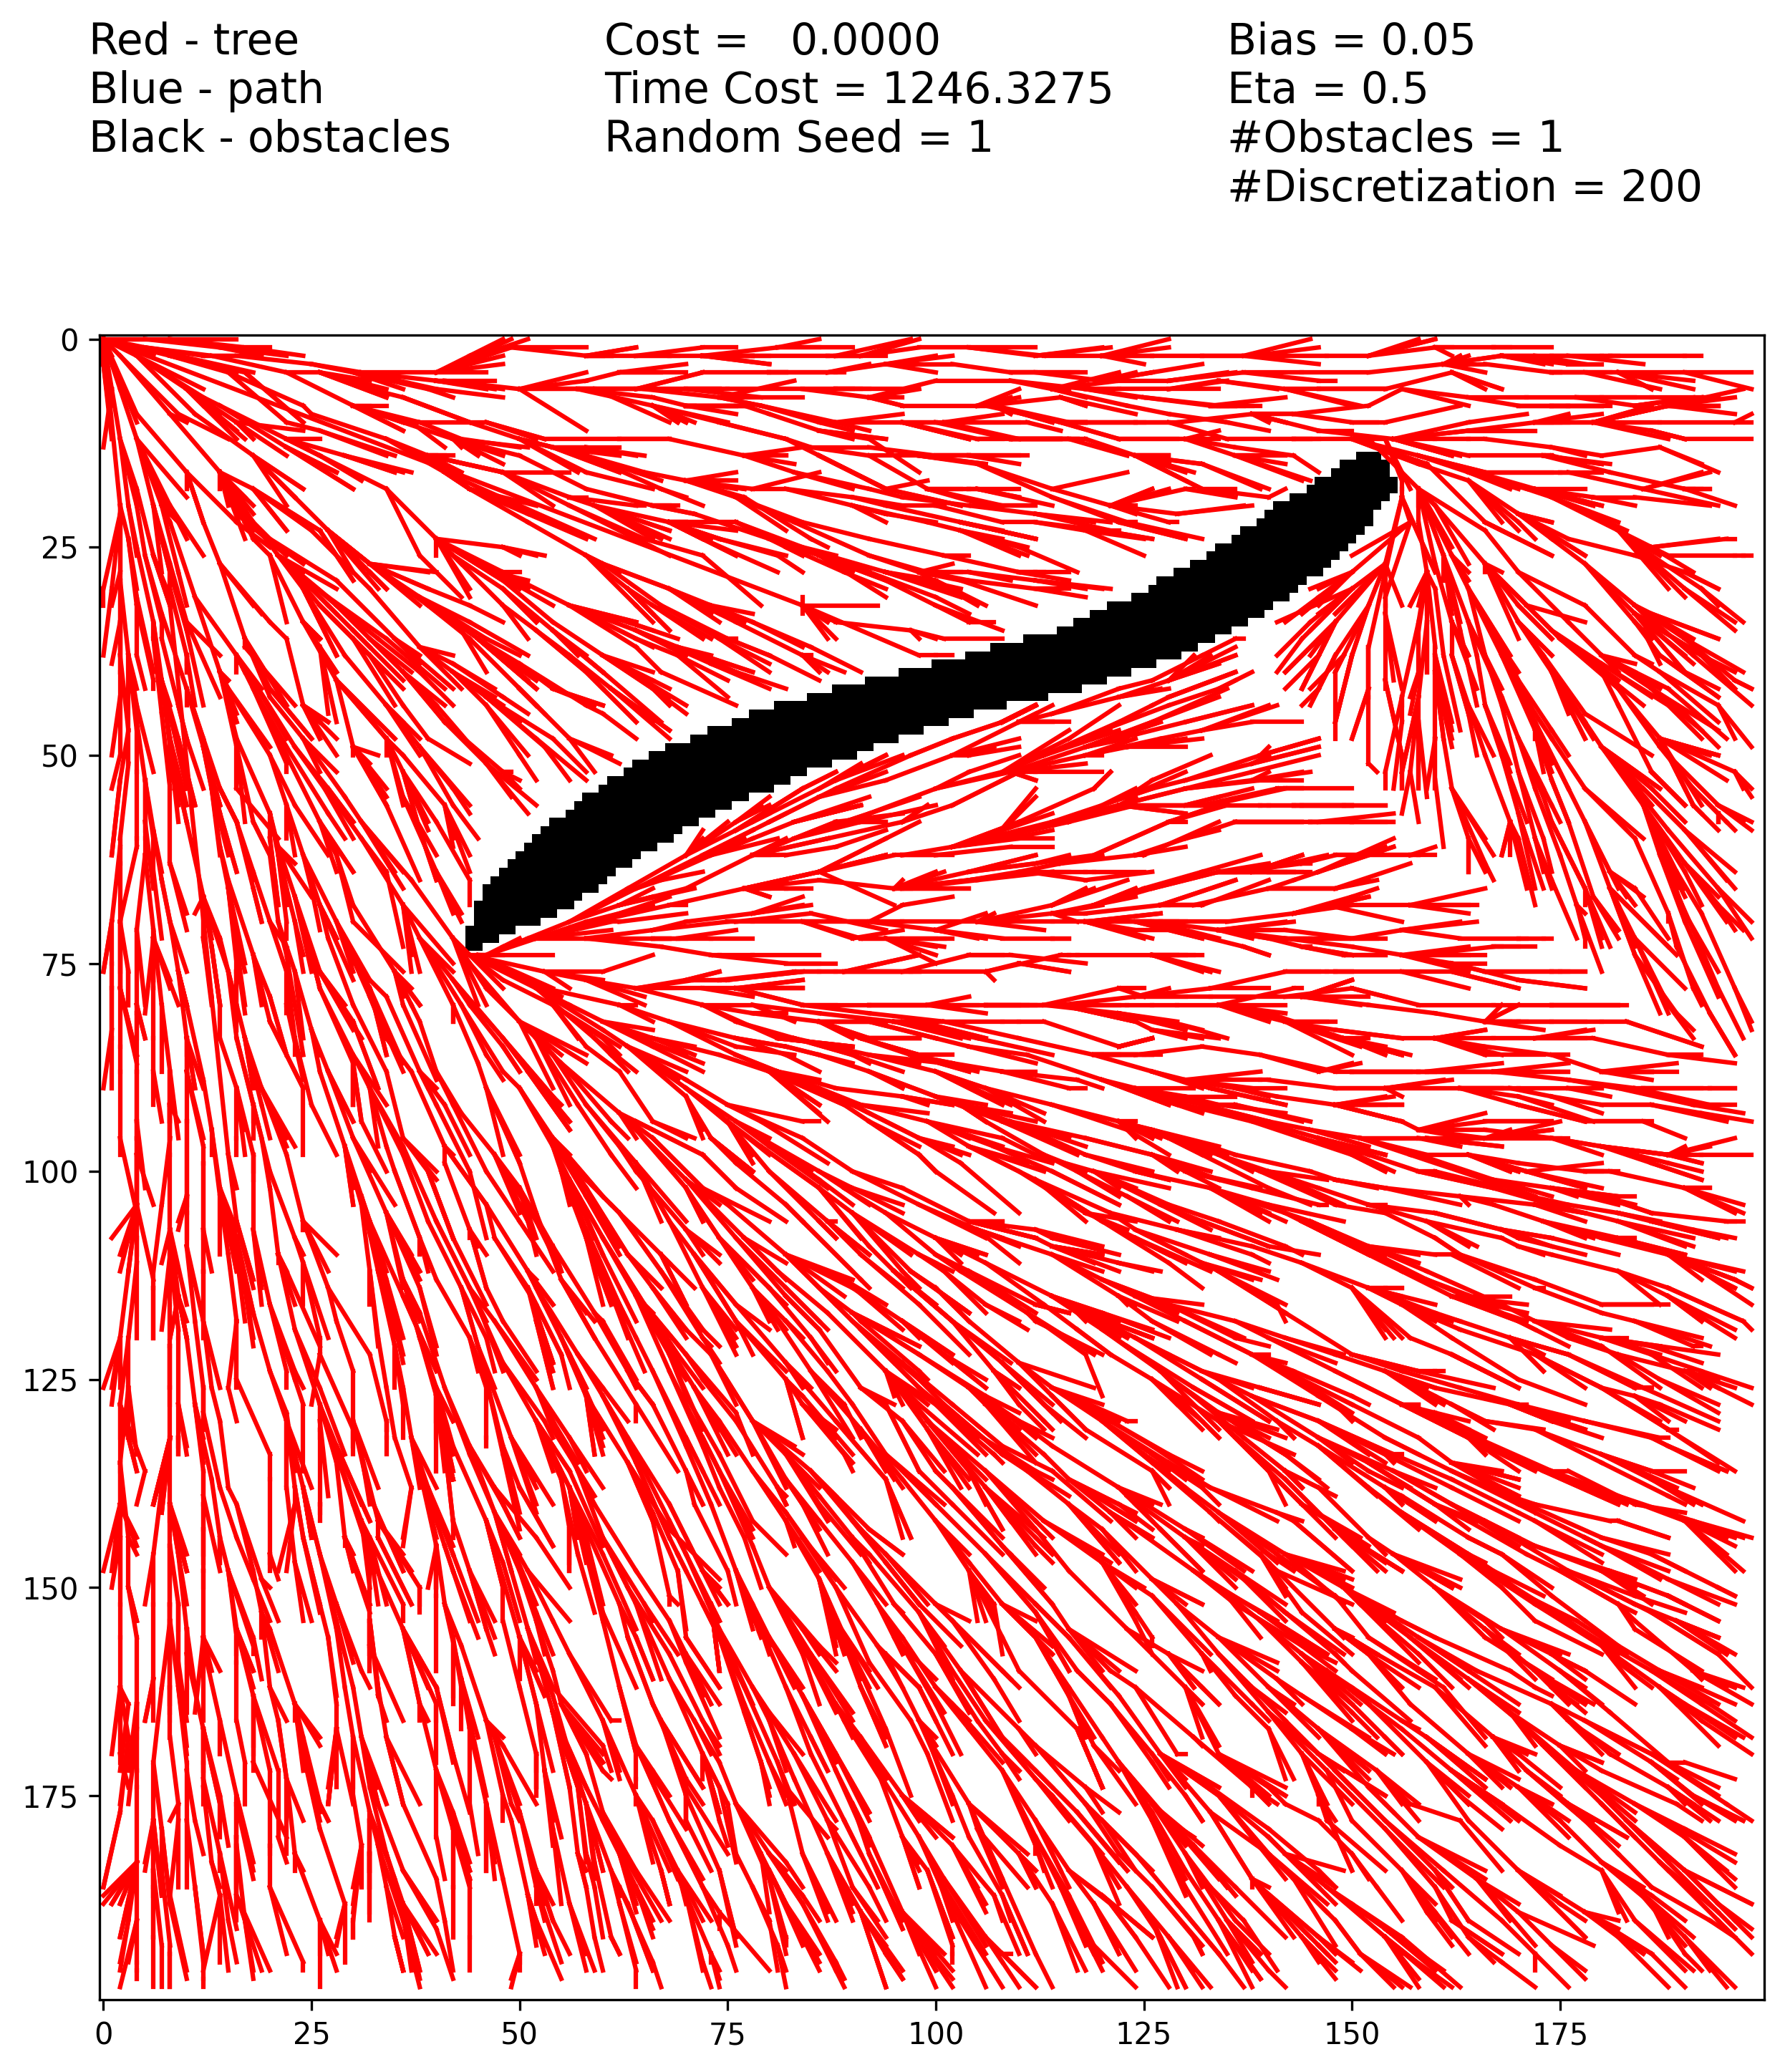 Red - tree
Blue - path
Black - obstacles
Cost =   0.0000
Time Cost = 1246.3275
Random Seed = 1
Bias = 0.05
Eta = 0.5
#Obstacles = 1
#Discretization = 200
0
25
50
75
100
125
150
175
0 25 50 75 100 125 150 175